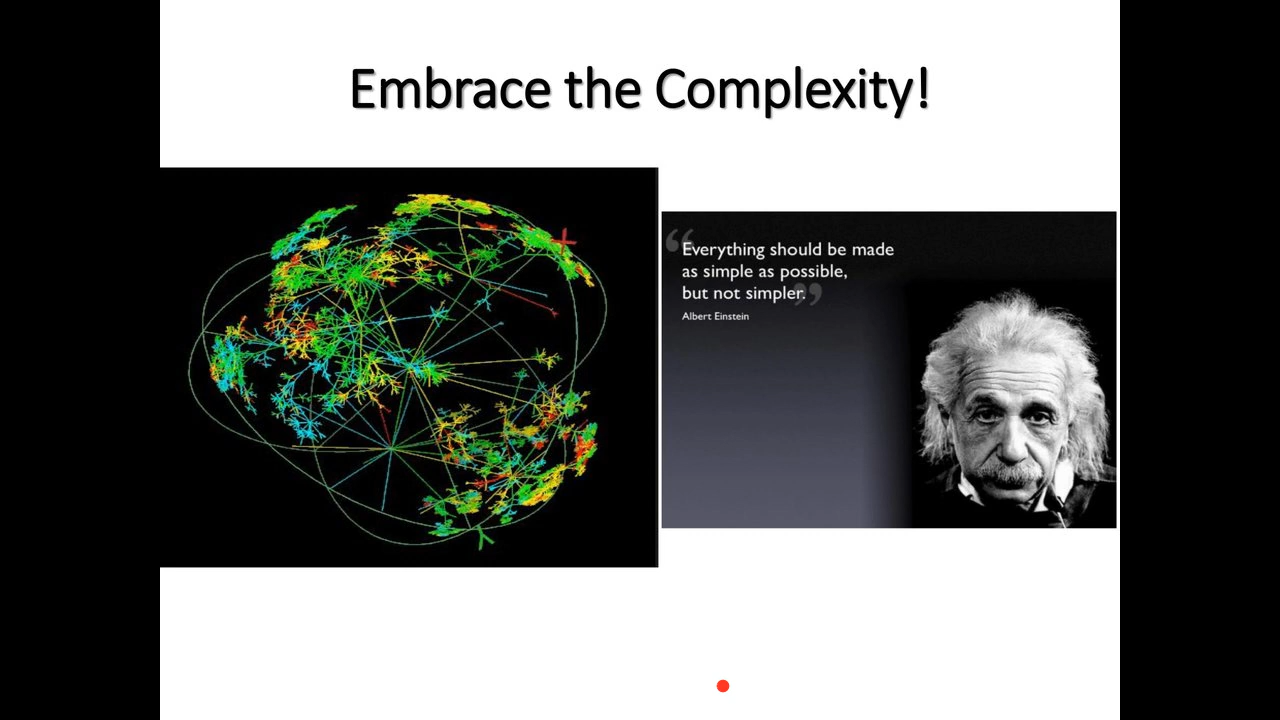 Embrace the Complexity!
“Everything should be made
as simple as possible,
but not simpler.”
Albert Einstein